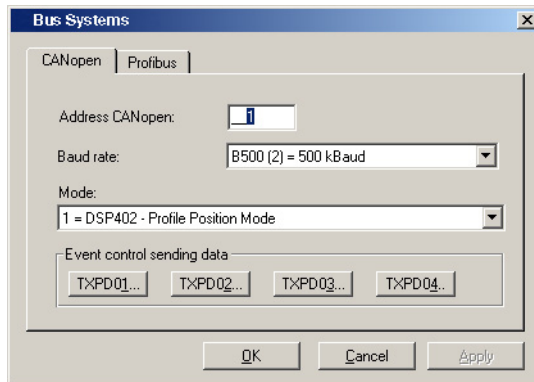 Bus Systems
CANopen Profibus
Address CANopen: __1
Baud rate: B500 (2) = 500 kBaud
Mode:
1 = DSP402 - Profile Position Mode
Event control sending data
TXPD01... TXPD02... TXPD03... TXPD04..
OK Cancel Apply